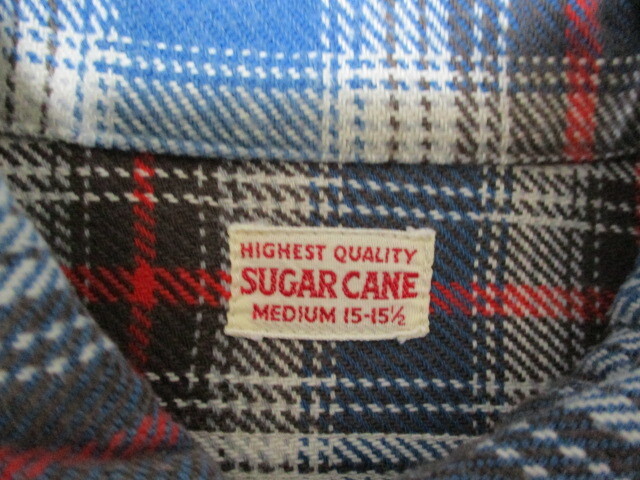 HIGHEST QUALITY
SUGAR CANE
MEDIUM 15-15½